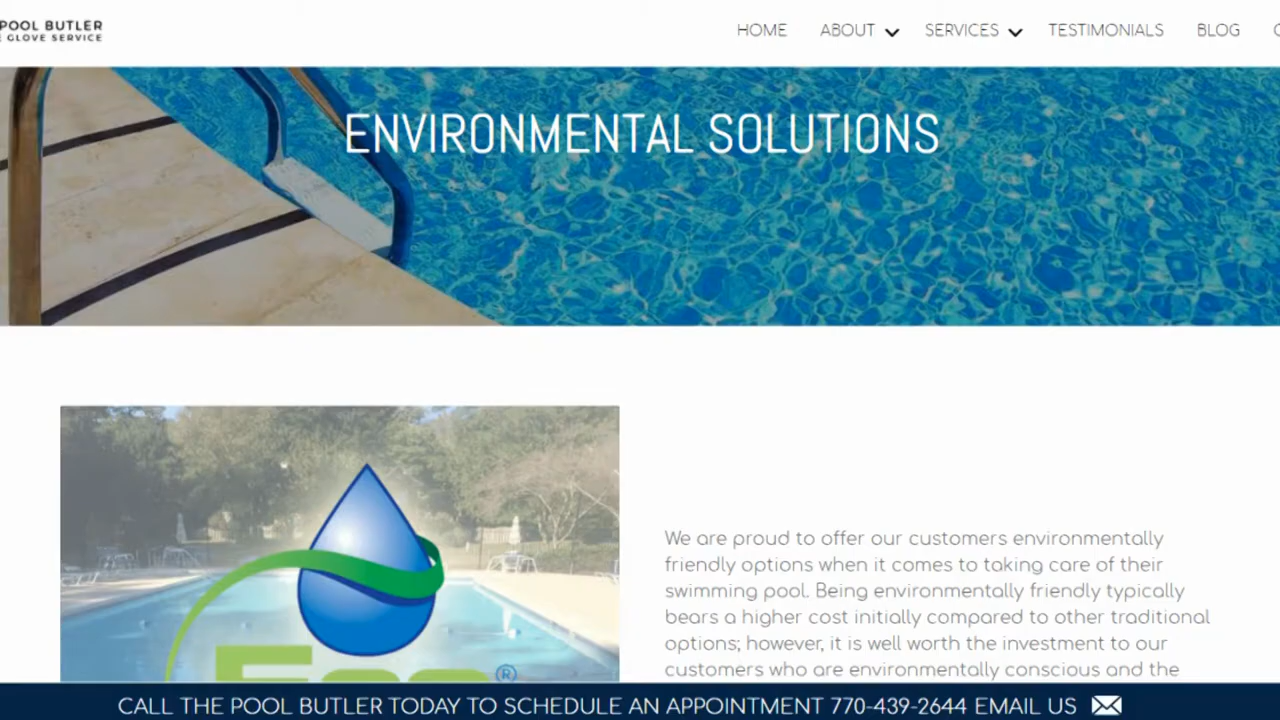 POOL BUTLER
GLOVE SERVICE
HOME ABOUT SERVICES TESTIMONIALS BLOG
ENVIRONMENTAL SOLUTIONS
We are proud to offer our customers environmentally
friendly options when it comes to taking care of their
swimming pool. Being environmentally friendly typically
bears a higher cost initially compared to other traditional
options; however, it is well worth the investment to our
customers who are environmentally conscious and the
®
CALL THE POOL BUTLER TODAY TO SCHEDULE AN APPOINTMENT 770-439-2644 EMAIL US